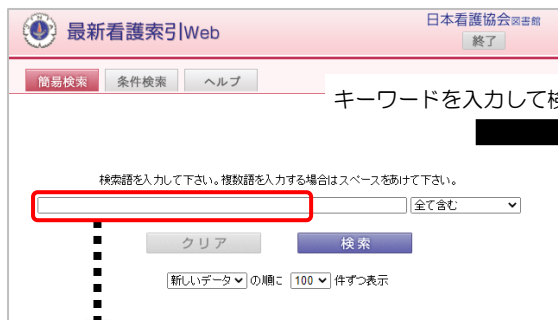 最新看護索引Web
日本看護協会図書館
終了
簡易検索 条件検索 ヘルプ
キーワードを入力して検
検索語を入力して下さい。複数語を入力する場合はスペースをあけて下さい。
全て含む
クリア 検索
新しいデータ の順に 100 件ずつ表示